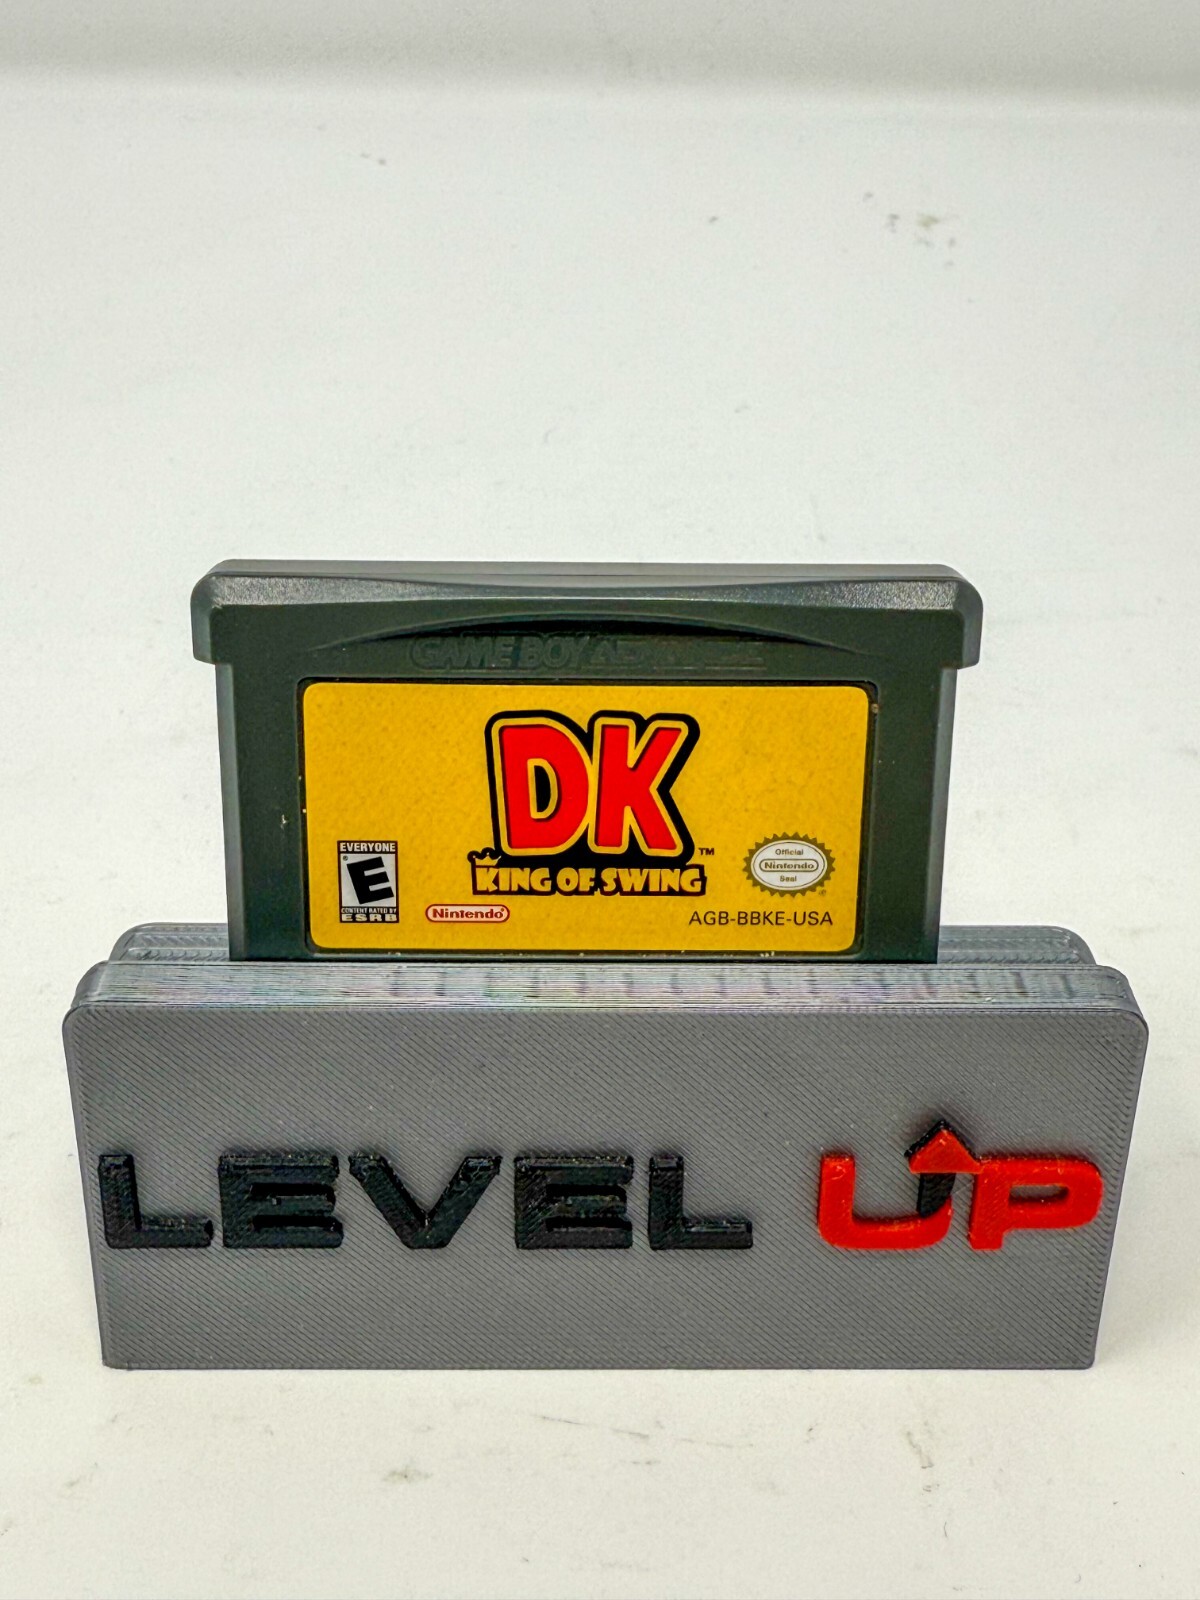 GAME BOY ADVANCE
DK
™
KING OF SWING
EVERYONE
E
CONTENT RATED BY
ESRB
Nintendo
Official
Nintendo
Seal
AGB-BBKE-USA
LEVEL UP